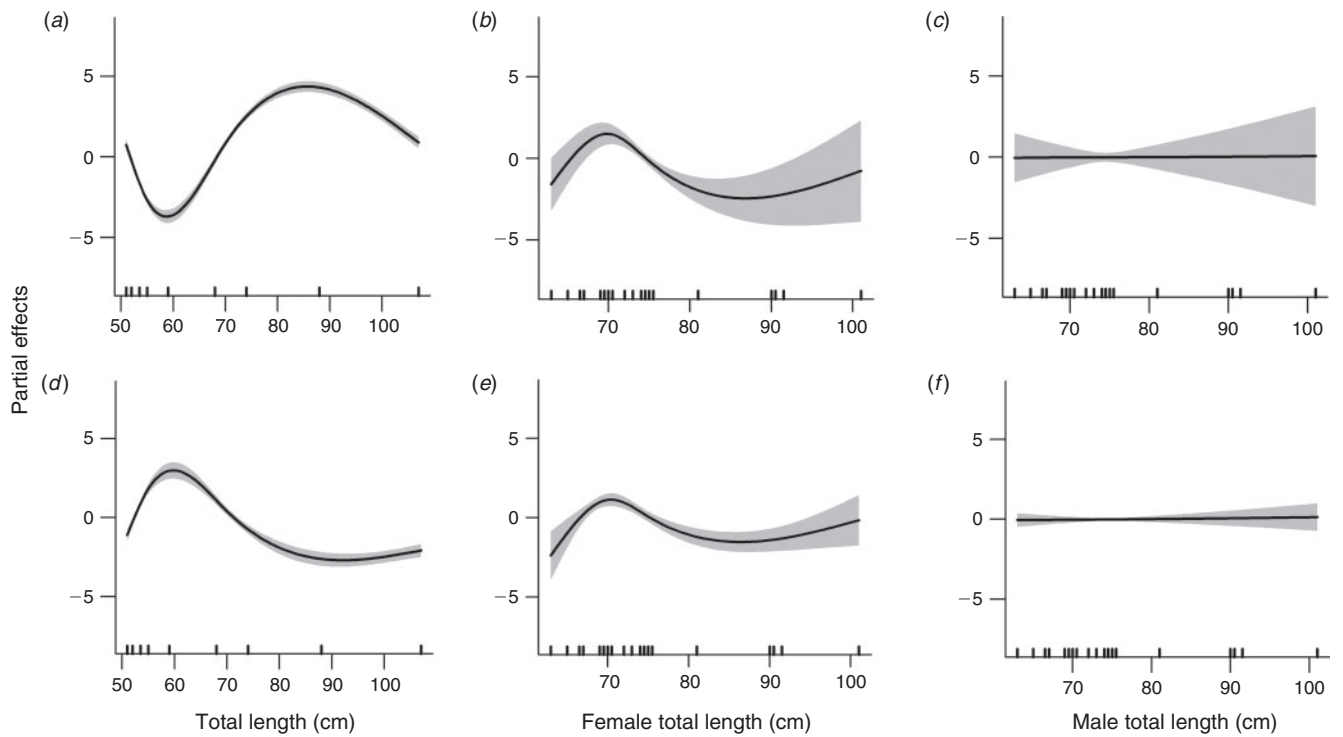 (a)
5
0
−5
50 60 70 80 90 100
(b)
5
0
−5
70 80 90 100
(c)
5
0
−5
70 80 90 100
Partial effects
(d)
5
0
−5
50 60 70 80 90 100
Total length (cm)
(e)
5
0
−5
70 80 90 100
Female total length (cm)
(f)
5
0
−5
70 80 90 100
Male total length (cm)